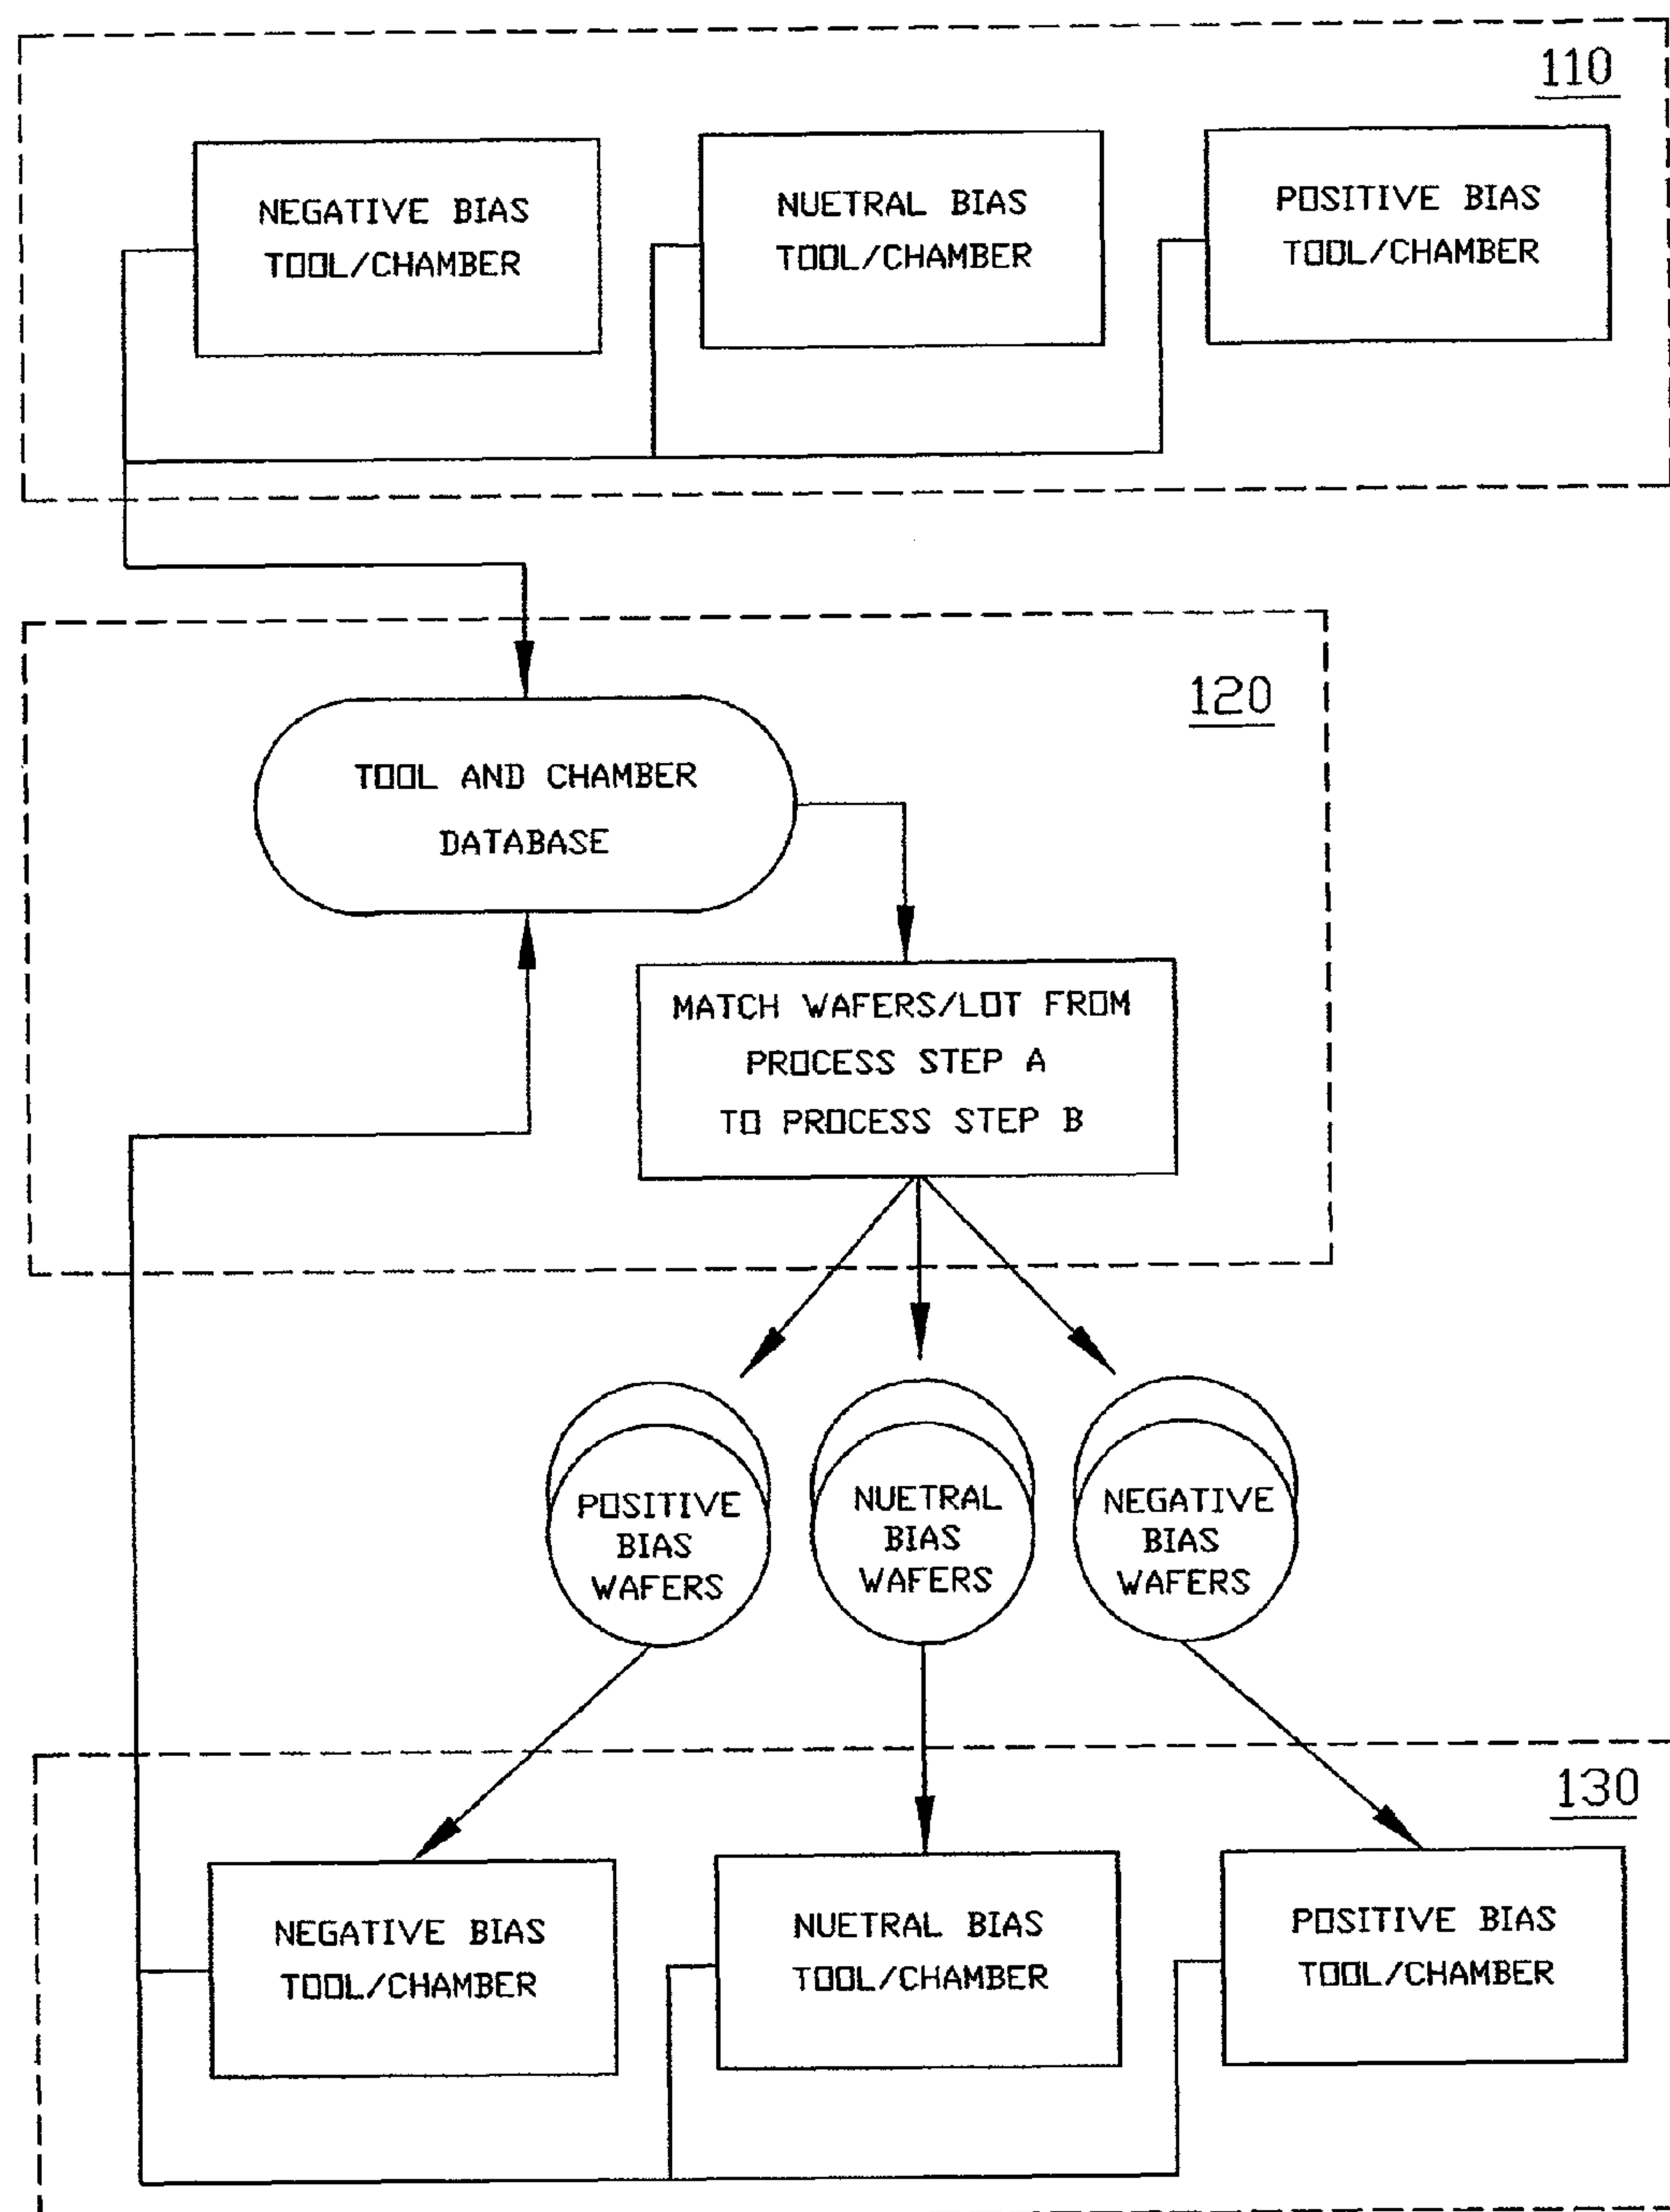 110
NEGATIVE BIAS
TOOL/CHAMBER
NUETRAL BIAS
TOOL/CHAMBER
POSITIVE BIAS
TOOL/CHAMBER
120
TOOL AND CHAMBER
DATABASE
MATCH WAFERS/LOT FROM
PROCESS STEP A
TO PROCESS STEP B
POSITIVE
BIAS
WAFERS
NUETRAL
BIAS
WAFERS
NEGATIVE
BIAS
WAFERS
130
NEGATIVE BIAS
TOOL/CHAMBER
NUETRAL BIAS
TOOL/CHAMBER
POSITIVE BIAS
TOOL/CHAMBER